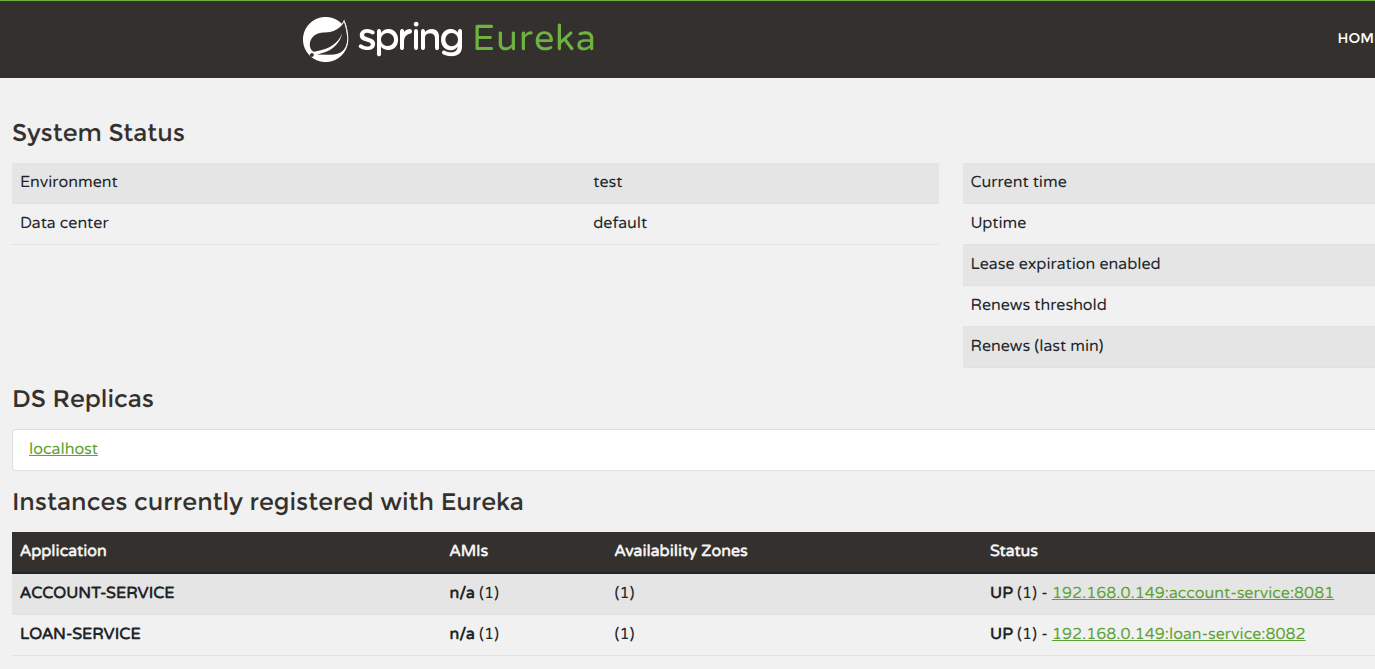 spring Eureka
HOM
System Status
Environment test
Data center default
Current time
Uptime
Lease expiration enabled
Renews threshold
Renews (last min)
DS Replicas
localhost
Instances currently registered with Eureka
Application AMIs Availability Zones Status
ACCOUNT-SERVICE n/a (1) (1) UP (1) - 192.168.0.149:account-service:8081
LOAN-SERVICE n/a (1) (1) UP (1) - 192.168.0.149:loan-service:8082